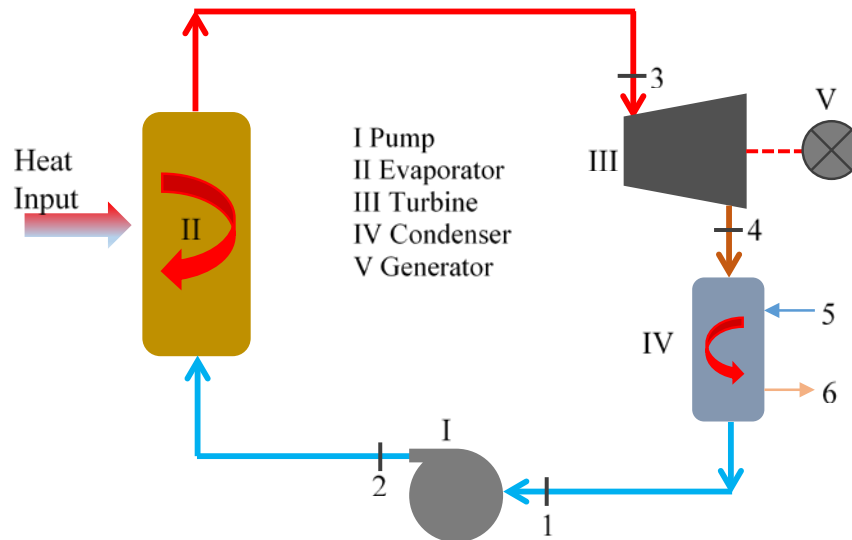 3
V
Heat
Input
I Pump
II Evaporator
III Turbine
IV Condenser
V Generator
III
II
4
5
IV
6
I
2
1